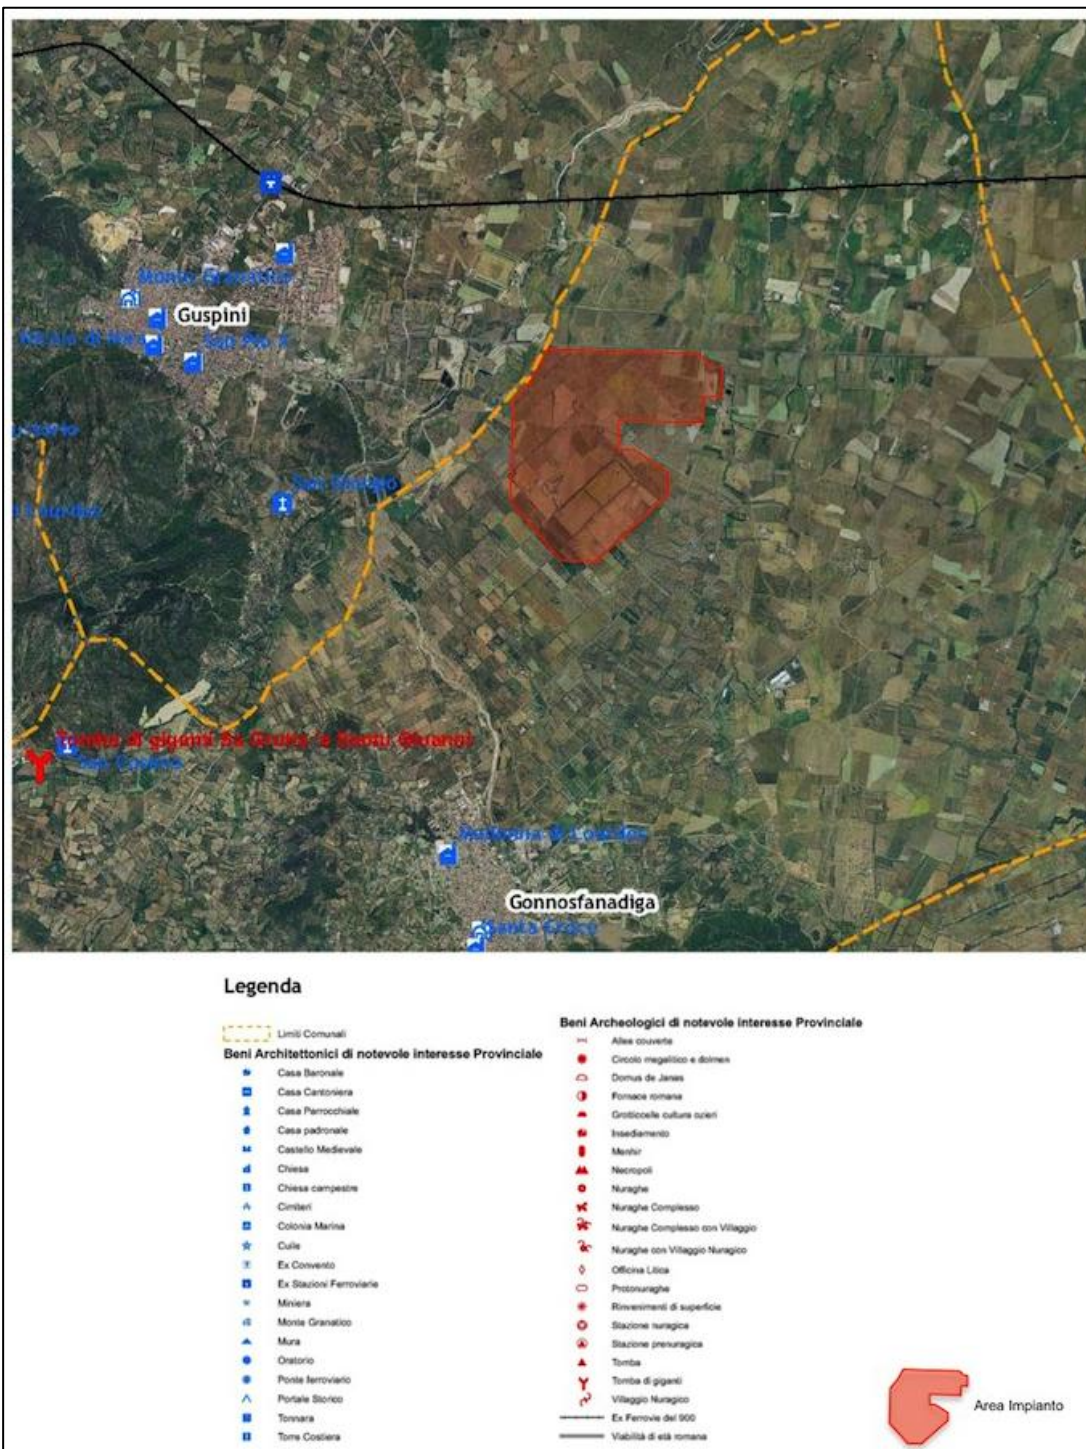 Monte Granatico
Guspini
San Pio X
Tomba di giganti Sa Grutta 'e Santu Giuanni
Madonna di Lourdes
Gonnosfanadiga
Santa Croce
Legenda
Limiti Comunali
Beni Architettonici di notevole interesse Provinciale
Casa Baronale
Casa Cantoniera
Casa Parrocchiale
Casa padronale
Castello Medievale
Chiesa
Chiesa campestre
Cimiteri
Colonia Marina
Cuile
Ex Convento
Ex Stazioni Ferroviarie
Miniera
Monte Granatico
Mura
Oratorio
Ponte ferroviario
Portale Storico
Tonnara
Torre Costiera
Beni Archeologici di notevole interesse Provinciale
Allea couverte
Circolo megalitico e dolmen
Domus de Janas
Fornace romana
Grotticelle cultura ozieri
Insediamento
Menhir
Necropoli
Nuraghe
Nuraghe Complesso
Nuraghe Complesso con Villaggio
Nuraghe con Villaggio Nuragico
Officina Litica
Protonuraghe
Rinvenimenti di superficie
Stazione nuragica
Stazione prenuragica
Tomba
Tomba di giganti
Villaggio Nuragico
Ex Ferrovie del 900
Viabilità di età romana
Area Impianto